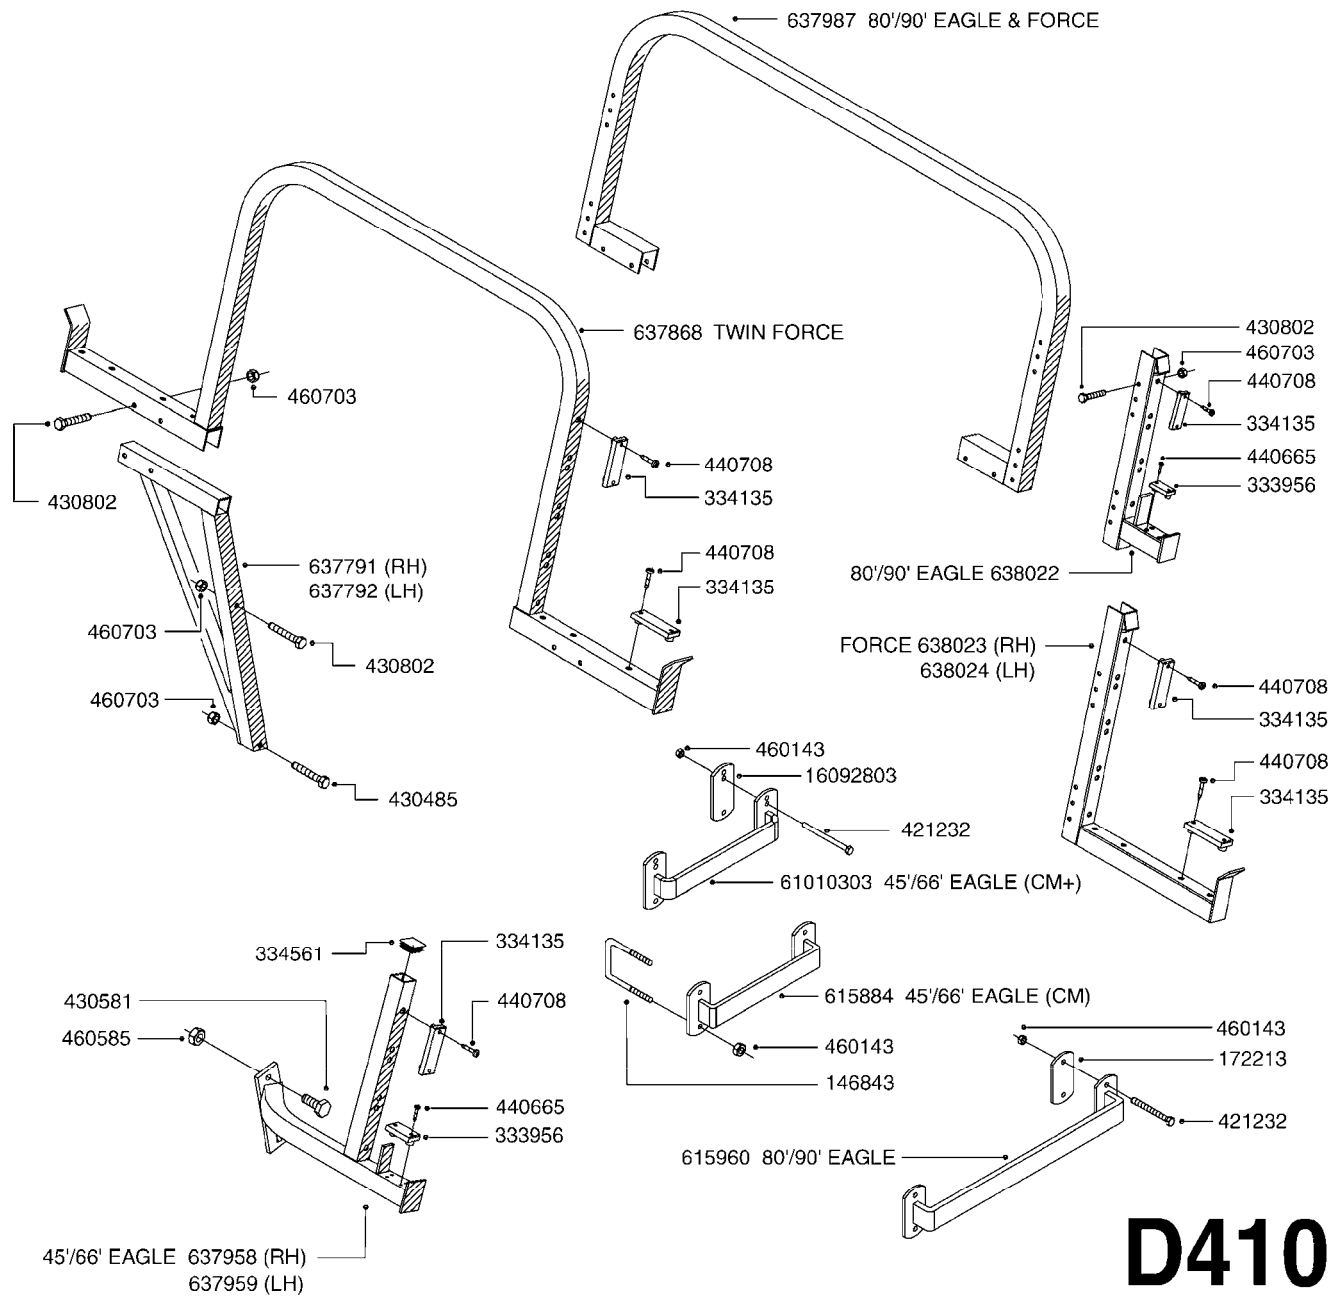 637987 80'/90' EAGLE & FORCE
637868 TWIN FORCE
460703
430802
440708
334135
440708
334135
637791 (RH)
637792 (LH)
460703
430802
460703
430485
430802
460703
440708
334135
440665
333956
80'/90' EAGLE 638022
FORCE 638023 (RH)
638024 (LH)
440708
334135
440708
334135
460143
16092803
421232
61010303 45'/66' EAGLE (CM+)
334561
334135
430581
440708
460585
440665
333956
45'/66' EAGLE 637958 (RH)
637959 (LH)
615884 45'/66' EAGLE (CM)
460143
146843
460143
172213
421232
615960 80'/90' EAGLE
D410